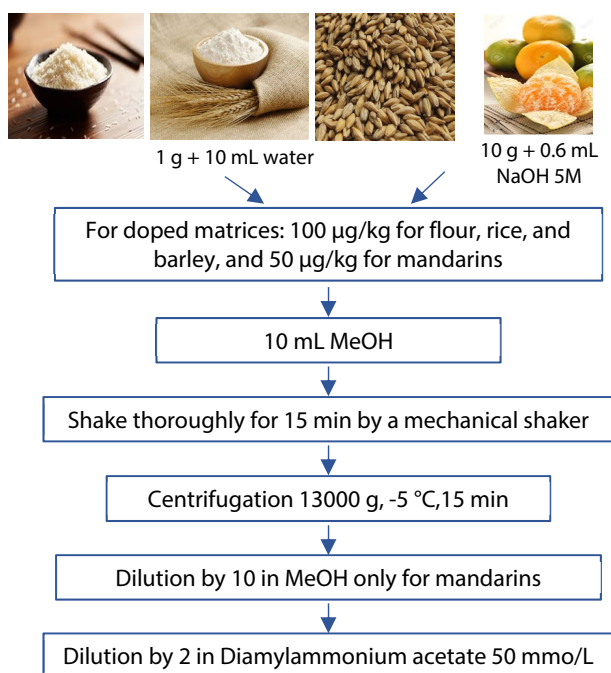 1 g + 10 mL water
10 g + 0.6 mL
NaOH 5M
For doped matrices: 100 µg/kg for flour, rice, and
barley, and 50 µg/kg for mandarins
10 mL MeOH
Shake thoroughly for 15 min by a mechanical shaker
Centrifugation 13000 g, -5 °C,15 min
Dilution by 10 in MeOH only for mandarins
Dilution by 2 in Diamylammonium acetate 50 mmo/L